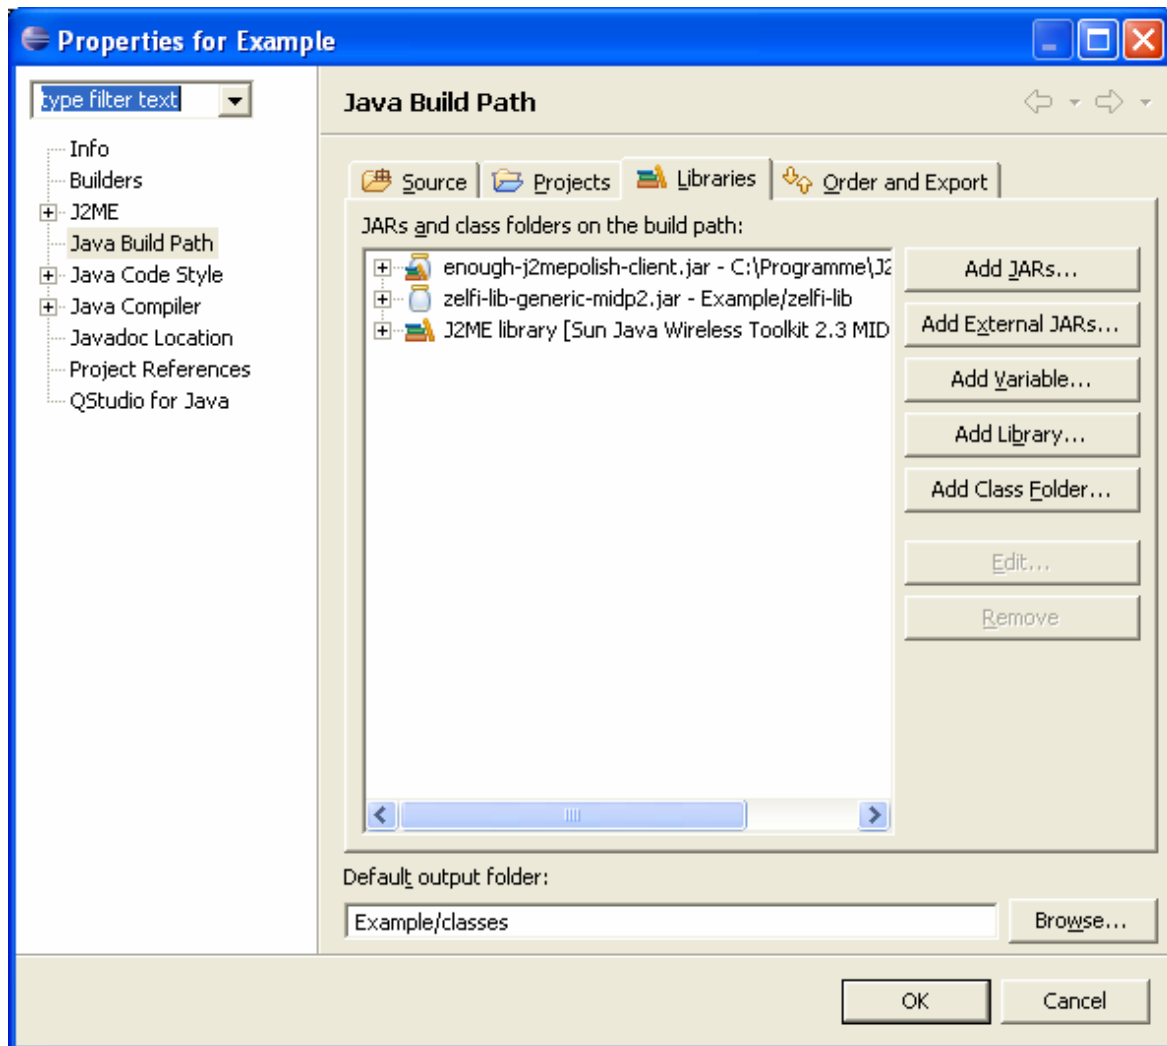 Properties for Example
type filter text
Info
Builders
J2ME
Java Build Path
Java Code Style
Java Compiler
Javadoc Location
Project References
QStudio for Java
Java Build Path
Source
Projects
Libraries
Order and Export
JARs and class folders on the build path:
enough-j2mepolish-client.jar - C:\Programme\J2
zelfi-lib-generic-midp2.jar - Example/zelfi-lib
J2ME library [Sun Java Wireless Toolkit 2.3 MID
Add JARs...
Add External JARs...
Add Variable...
Add Library...
Add Class Folder...
Edit...
Remove
Default output folder:
Example/classes
Browse...
OK
Cancel